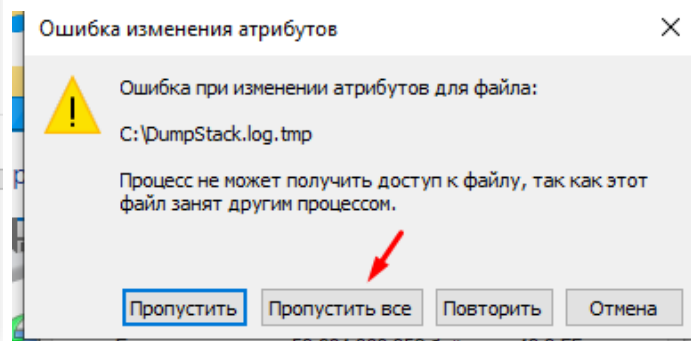 Ошибка изменения атрибутов
Ошибка при изменении атрибутов для файла:
C:\DumpStack.log.tmp
Процесс не может получить доступ к файлу, так как этот
файл занят другим процессом.
Пропустить
Пропустить все
Повторить
Отмена